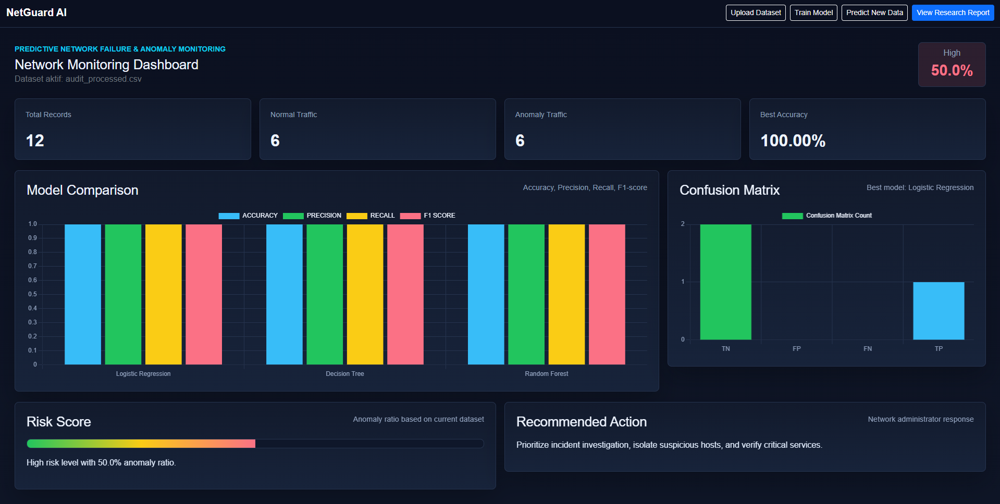 NetGuard AI
Upload Dataset
Train Model
Predict New Data
View Research Report
PREDICTIVE NETWORK FAILURE & ANOMALY MONITORING
Network Monitoring Dashboard
Dataset aktif: audit_processed.csv
High
50.0%
Total Records
12
Normal Traffic
6
Anomaly Traffic
6
Best Accuracy
100.00%
Model Comparison
Accuracy, Precision, Recall, F1-score
ACCURACY
PRECISION
RECALL
F1 SCORE
1.0
0.9
0.8
0.7
0.6
0.5
0.4
0.3
0.2
0.1
0
Logistic Regression
Decision Tree
Random Forest
Confusion Matrix
Best model: Logistic Regression
Confusion Matrix Count
2
1
0
TN
FP
FN
TP
Risk Score
Anomaly ratio based on current dataset
High risk level with 50.0% anomaly ratio.
Recommended Action
Network administrator response
Prioritize incident investigation, isolate suspicious hosts, and verify critical services.